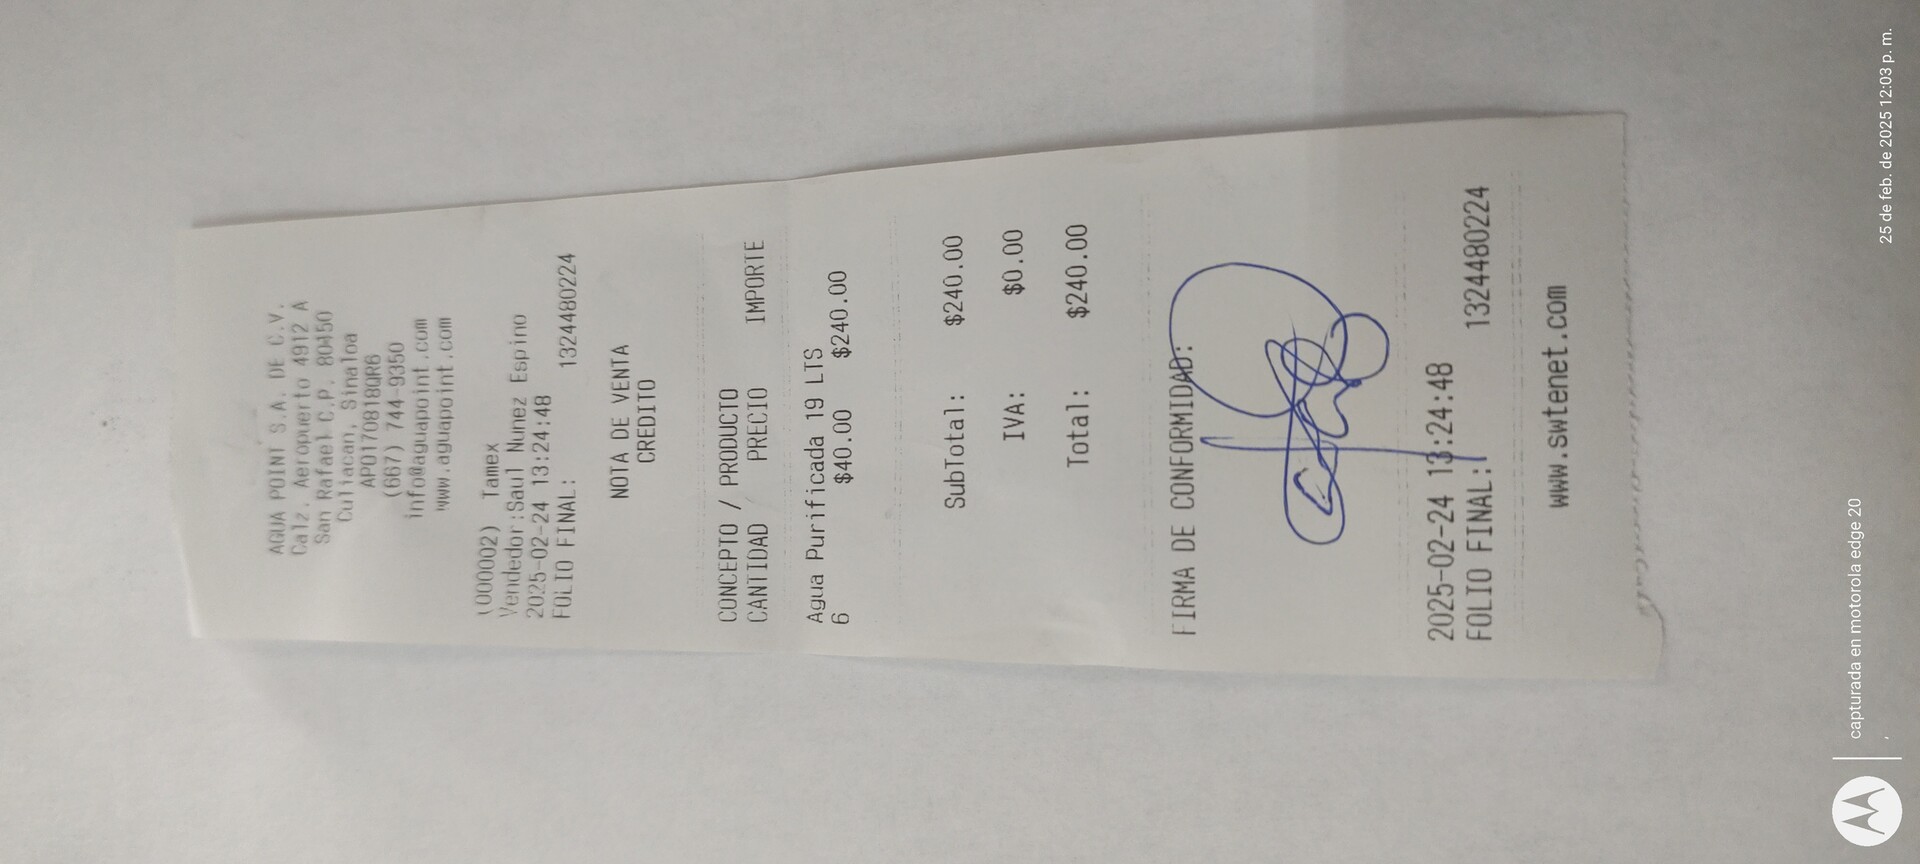 AGUA POINT S.A. DE C.V.
Calz. Aeropuerto 4912 A
San Rafael C.P. 80450
Culiacan, Sinaloa
APO170818QR6
(667) 744-9350
info@aguapoint.com
www.aguapoint.com
(000002) Tamex
Vendedor:Saul Nunez Espino
2025-02-24 13:24:48
FOLIO FINAL: 1324480224
NOTA DE VENTA
CREDITO
CONCEPTO / PRODUCTO
CANTIDAD PRECIO IMPORTE
Agua Purificada 19 LTS
6 $40.00 $240.00
SubTotal: $240.00
IVA: $0.00
Total: $240.00
FIRMA DE CONFORMIDAD:
2025-02-24 13:24:48
FOLIO FINAL: 1324480224
www.swtenet.com
capturada en motorola edge 20
25 de feb. de 2025 12:03 p. m.